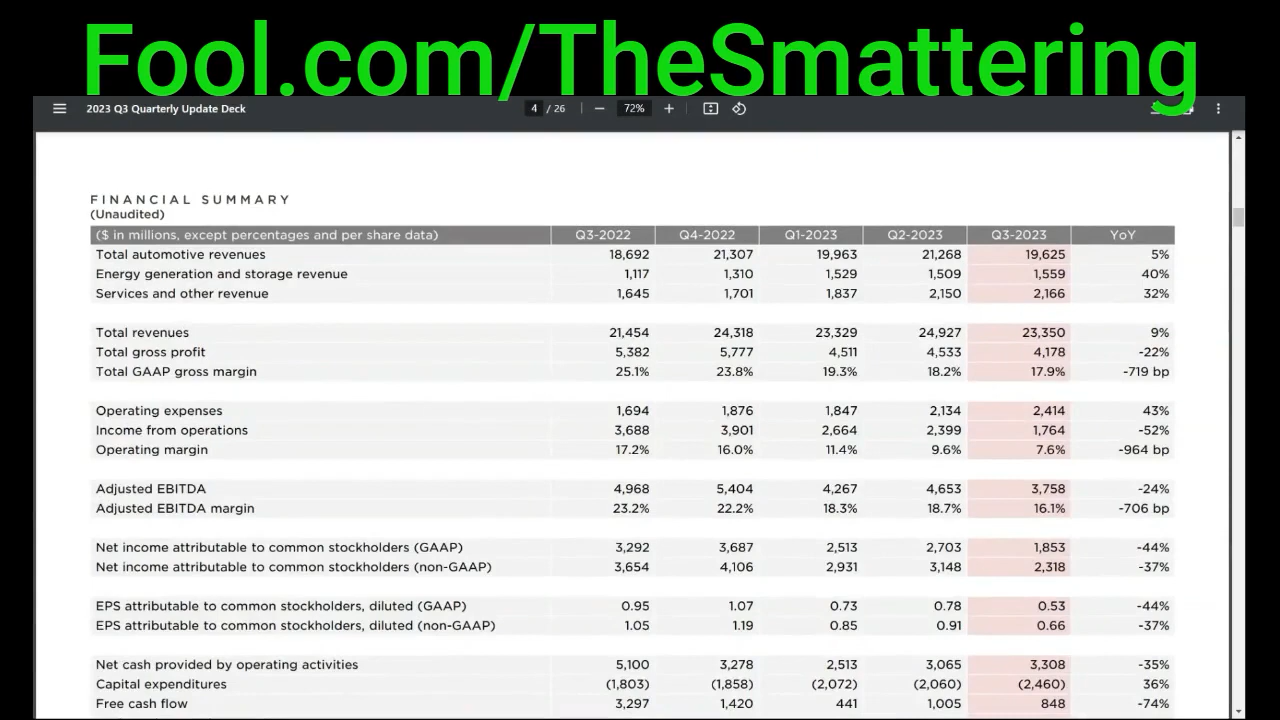 Fool.com/TheSmattering
2023 Q3 Quarterly Update Deck 4 / 26 72%
FINANCIAL SUMMARY
(Unaudited)
($ in millions, except percentages and per share data) Q3-2022 Q4-2022 Q1-2023 Q2-2023 Q3-2023 YoY
Total automotive revenues 18,692 21,307 19,963 21,268 19,625 5%
Energy generation and storage revenue 1,117 1,310 1,529 1,509 1,559 40%
Services and other revenue 1,645 1,701 1,837 2,150 2,166 32%
Total revenues 21,454 24,318 23,329 24,927 23,350 9%
Total gross profit 5,382 5,777 4,511 4,533 4,178 -22%
Total GAAP gross margin 25.1% 23.8% 19.3% 18.2% 17.9% -719 bp
Operating expenses 1,694 1,876 1,847 2,134 2,414 43%
Income from operations 3,688 3,901 2,664 2,399 1,764 -52%
Operating margin 17.2% 16.0% 11.4% 9.6% 7.6% -964 bp
Adjusted EBITDA 4,968 5,404 4,267 4,653 3,758 -24%
Adjusted EBITDA margin 23.2% 22.2% 18.3% 18.7% 16.1% -706 bp
Net income attributable to common stockholders (GAAP) 3,292 3,687 2,513 2,703 1,853 -44%
Net income attributable to common stockholders (non-GAAP) 3,654 4,106 2,931 3,148 2,318 -37%
EPS attributable to common stockholders, diluted (GAAP) 0.95 1.07 0.73 0.78 0.53 -44%
EPS attributable to common stockholders, diluted (non-GAAP) 1.05 1.19 0.85 0.91 0.66 -37%
Net cash provided by operating activities 5,100 3,278 2,513 3,065 3,308 -35%
Capital expenditures (1,803) (1,858) (2,072) (2,060) (2,460) 36%
Free cash flow 3,297 1,420 441 1,005 848 -74%